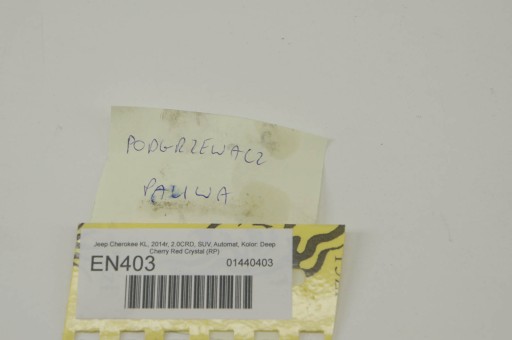 PODGRZEWACZ
PALIWA
Jeep Cherokee KL, 2014r, 2.0CRD, SUV, Automat, Kolor: Deep
Cherry Red Crystal (RP)
EN403
01440403